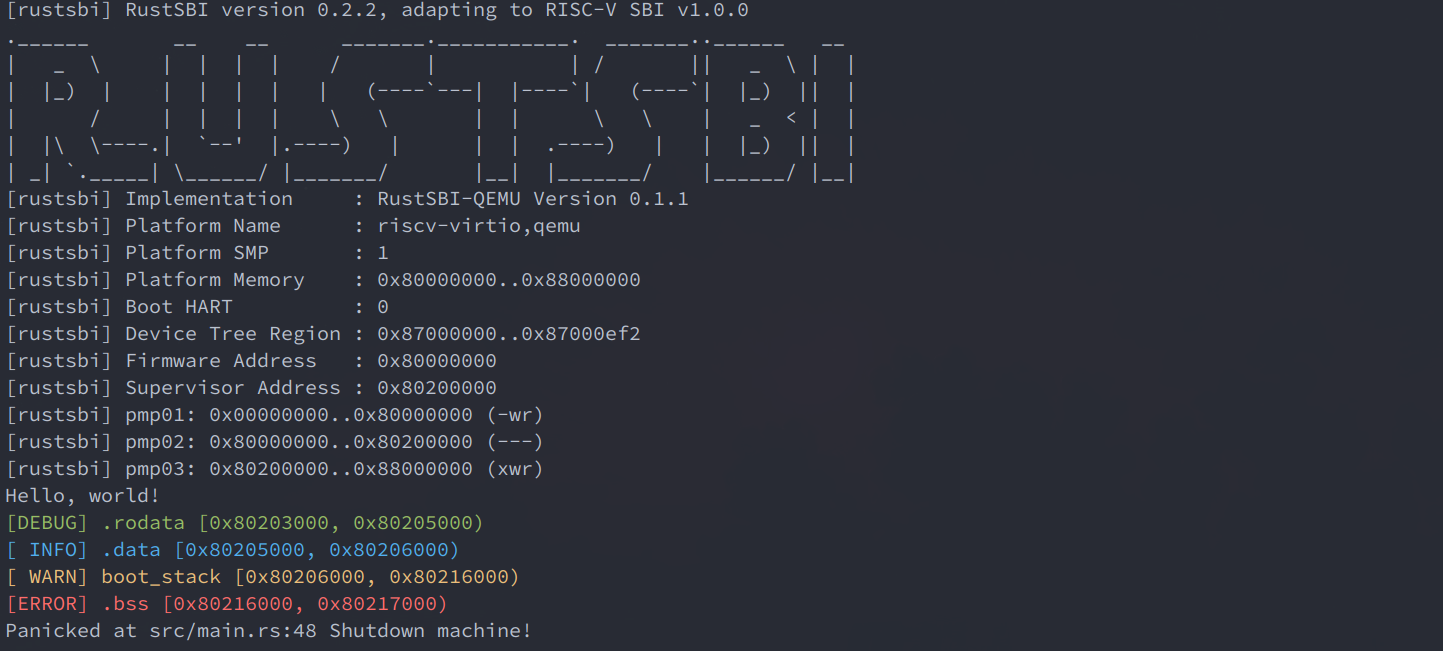 [rustsbi] RustSBI version 0.2.2, adapting to RISC-V SBI v1.0.0
.______       __    __      _______.___________.  _______..______   __
|   _  \     |  |  |  |    /       |           | /       ||   _  \ |  |
|  |_)  |    |  |  |  |   |   (----`---|  |----`|   (----`|  |_)  ||  |
|      /     |  |  |  |    \   \       |  |      \   \    |   _  < |  |
|  |\  \----.|  `--'  |.----)   |      |  |  .----)   |   |  |_)  ||  |
| _| `._____| \______/ |_______/       |__|  |_______/    |______/ |__|
[rustsbi] Implementation     : RustSBI-QEMU Version 0.1.1
[rustsbi] Platform Name      : riscv-virtio,qemu
[rustsbi] Platform SMP       : 1
[rustsbi] Platform Memory    : 0x80000000..0x88000000
[rustsbi] Boot HART          : 0
[rustsbi] Device Tree Region : 0x87000000..0x87000ef2
[rustsbi] Firmware Address   : 0x80000000
[rustsbi] Supervisor Address : 0x80200000
[rustsbi] pmp01: 0x00000000..0x80000000 (-wr)
[rustsbi] pmp02: 0x80000000..0x80200000 (---)
[rustsbi] pmp03: 0x80200000..0x88000000 (xwr)
Hello, world!
[DEBUG] .rodata [0x80203000, 0x80205000)
[ INFO] .data [0x80205000, 0x80206000)
[ WARN] boot_stack [0x80206000, 0x80216000)
[ERROR] .bss [0x80216000, 0x80217000)
Panicked at src/main.rs:48 Shutdown machine!